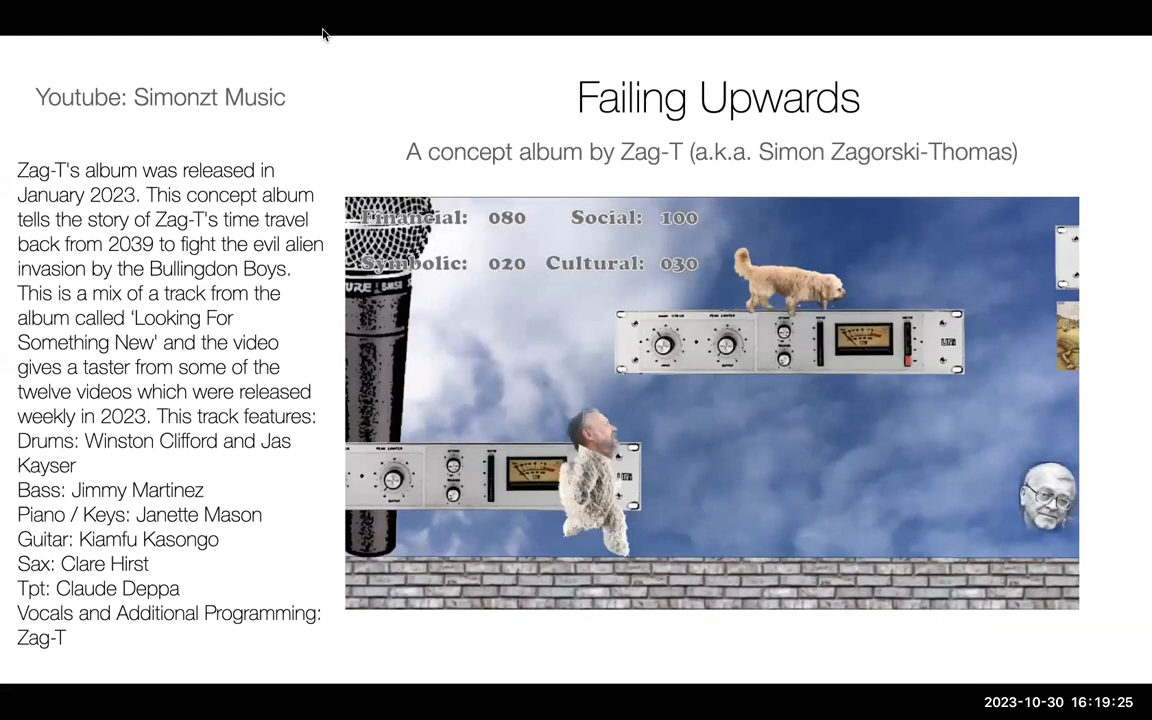 Youtube: Simonzt Music
Failing Upwards
A concept album by Zag-T (a.k.a. Simon Zagorski-Thomas)
Zag-T's album was released in
January 2023. This concept album
tells the story of Zag-T's time travel
back from 2039 to fight the evil alien
invasion by the Bullingdon Boys.
This is a mix of a track from the
album called ‘Looking For
Something New' and the video
gives a taster from some of the
twelve videos which were released
weekly in 2023. This track features:
Drums: Winston Clifford and Jas
Kayser
Bass: Jimmy Martinez
Piano / Keys: Janette Mason
Guitar: Kiamfu Kasongo
Sax: Clare Hirst
Tpt: Claude Deppa
Vocals and Additional Programming:
Zag-T
Financial: 080 Social: 100
Symbolic: 020 Cultural: 030
PEAK LIMITER
PEAK LIMITER
2023-10-30 16:19:25